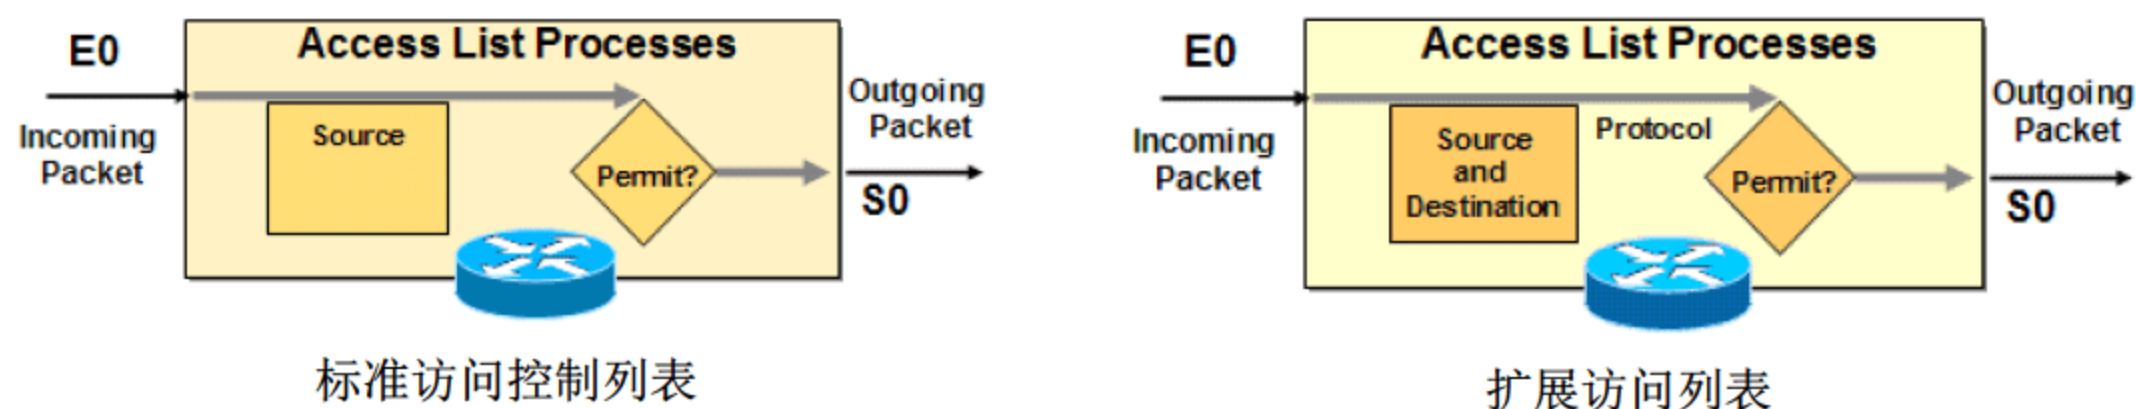 Access List Processes
E0
Incoming
Packet
Source
Permit?
Outgoing
Packet
S0
标准访问控制列表
Access List Processes
E0
Incoming
Packet
Source
and
Destination
Protocol
Permit?
Outgoing
Packet
S0
扩展访问列表